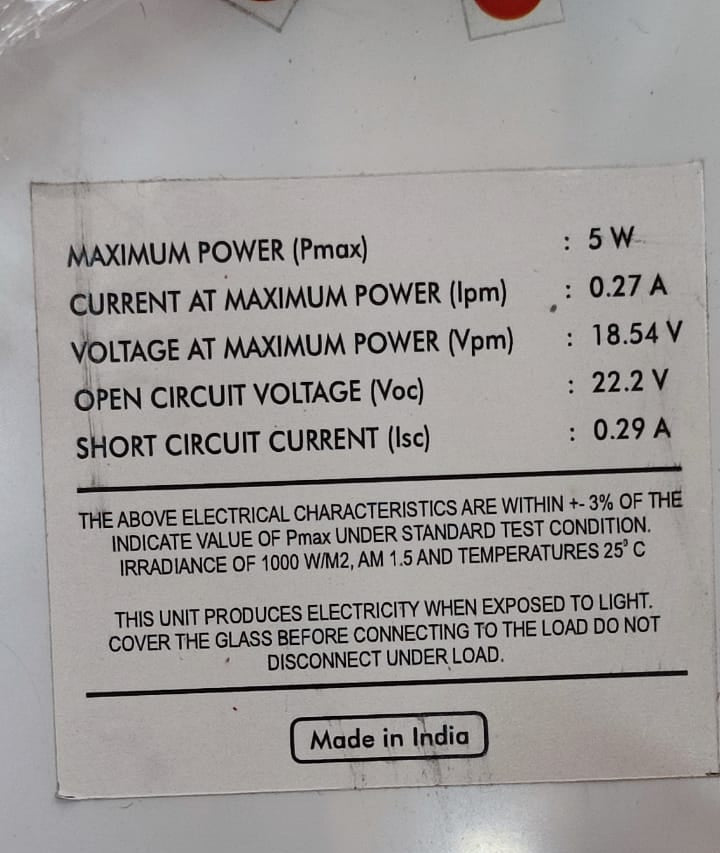 MAXIMUM POWER (Pmax) : 5 W
CURRENT AT MAXIMUM POWER (Ipm) : 0.27 A
VOLTAGE AT MAXIMUM POWER (Vpm) : 18.54 V
OPEN CIRCUIT VOLTAGE (Voc) : 22.2 V
SHORT CIRCUIT CURRENT (Isc) : 0.29 A
THE ABOVE ELECTRICAL CHARACTERISTICS ARE WITHIN +- 3% OF THE
INDICATE VALUE OF Pmax UNDER STANDARD TEST CONDITION.
IRRADIANCE OF 1000 W/M2, AM 1.5 AND TEMPERATURES 25° C
THIS UNIT PRODUCES ELECTRICITY WHEN EXPOSED TO LIGHT.
COVER THE GLASS BEFORE CONNECTING TO THE LOAD DO NOT
DISCONNECT UNDER LOAD.
Made in India